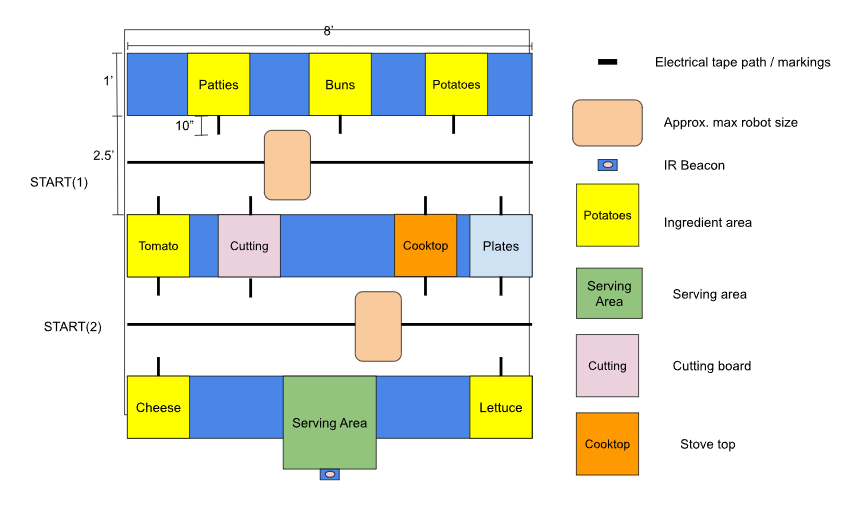 8’
1’
Patties
Buns
Potatoes
10”
2.5’
START(1)
Tomato
Cutting
Cooktop
Plates
START(2)
Cheese
Serving Area
Lettuce
Electrical tape path / markings
Approx. max robot size
IR Beacon
Potatoes
Ingredient area
Serving
Area
Serving area
Cutting
Cutting board
Cooktop
Stove top